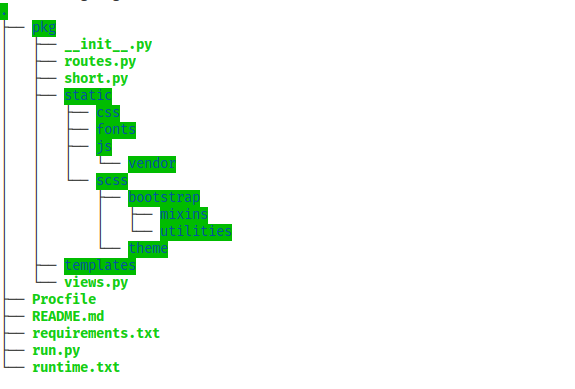 .
├── pkg
│   ├── __init__.py
│   ├── routes.py
│   ├── short.py
│   ├── static
│   │   ├── css
│   │   ├── fonts
│   │   ├── js
│   │   │   └── vendor
│   │   └── scss
│   │       ├── bootstrap
│   │       │   ├── mixins
│   │       │   └── utilities
│   │       └── theme
│   ├── templates
│   └── views.py
├── Procfile
├── README.md
├── requirements.txt
├── run.py
└── runtime.txt